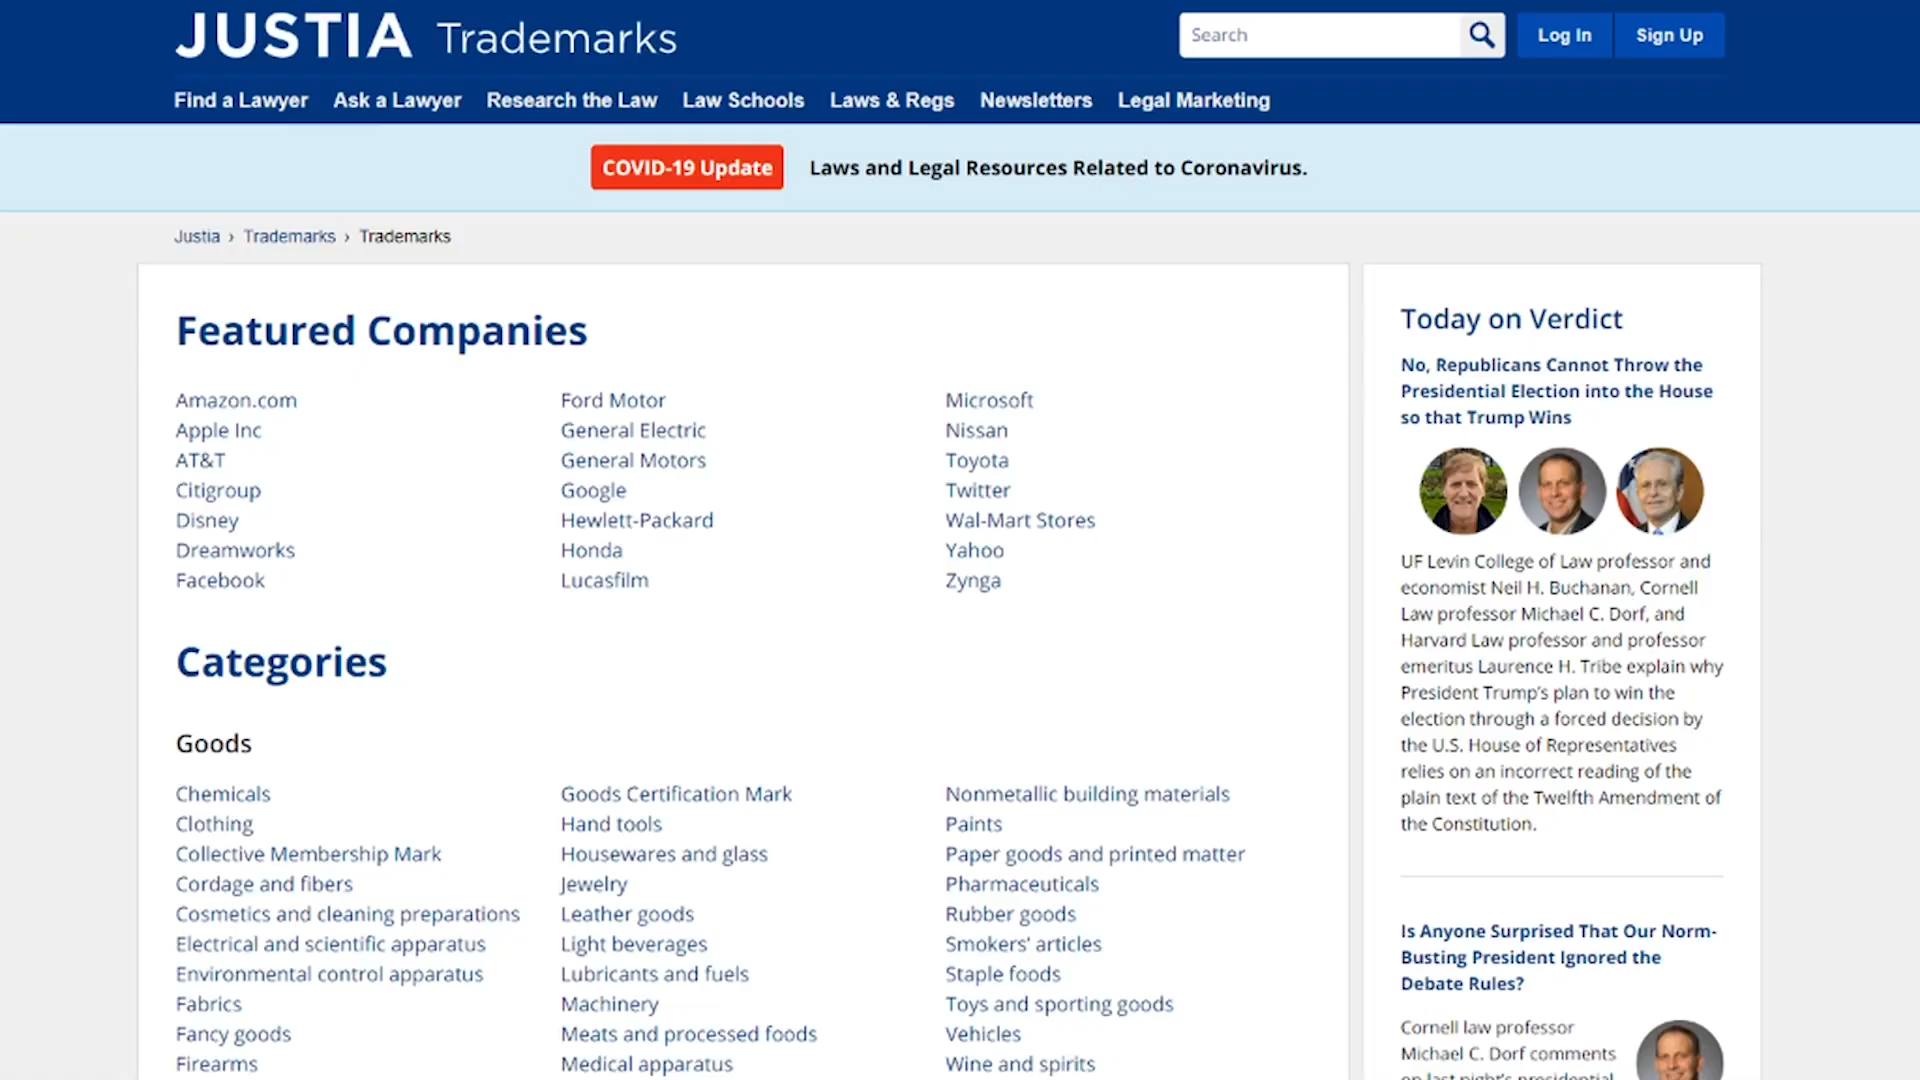 JUSTIA Trademarks
Search
Log In
Sign Up
Find a Lawyer
Ask a Lawyer
Research the Law
Law Schools
Laws & Regs
Newsletters
Legal Marketing
COVID-19 Update
Laws and Legal Resources Related to Coronavirus.
Justia › Trademarks › Trademarks
Featured Companies
Amazon.com
Apple Inc
AT&T
Citigroup
Disney
Dreamworks
Facebook
Ford Motor
General Electric
General Motors
Google
Hewlett-Packard
Honda
Lucasfilm
Microsoft
Nissan
Toyota
Twitter
Wal-Mart Stores
Yahoo
Zynga
Categories
Goods
Chemicals
Clothing
Collective Membership Mark
Cordage and fibers
Cosmetics and cleaning preparations
Electrical and scientific apparatus
Environmental control apparatus
Fabrics
Fancy goods
Firearms
Goods Certification Mark
Hand tools
Housewares and glass
Jewelry
Leather goods
Light beverages
Lubricants and fuels
Machinery
Meats and processed foods
Medical apparatus
Nonmetallic building materials
Paints
Paper goods and printed matter
Pharmaceuticals
Rubber goods
Smokers' articles
Staple foods
Toys and sporting goods
Vehicles
Wine and spirits
Today on Verdict
No, Republicans Cannot Throw the
Presidential Election into the House
so that Trump Wins
UF Levin College of Law professor and
economist Neil H. Buchanan, Cornell
Law professor Michael C. Dorf, and
Harvard Law professor and professor
emeritus Laurence H. Tribe explain why
President Trump's plan to win the
election through a forced decision by
the U.S. House of Representatives
relies on an incorrect reading of the
plain text of the Twelfth Amendment of
the Constitution.
Is Anyone Surprised That Our Norm-
Busting President Ignored the
Debate Rules?
Cornell law professor
Michael C. Dorf comments
on last night's presidential